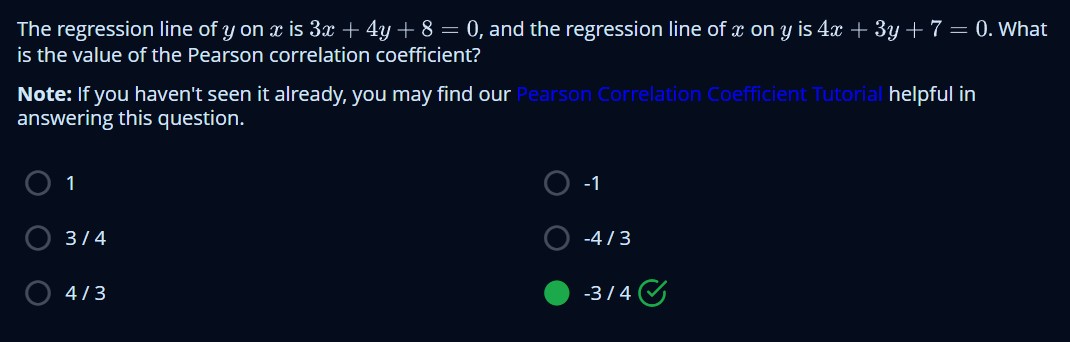 The regression line of y on x is 3x + 4y + 8 = 0, and the regression line of x on y is 4x + 3y + 7 = 0. What
is the value of the Pearson correlation coefficient?
Note: If you haven't seen it already, you may find our Pearson Correlation Coefficient Tutorial helpful in
answering this question.
1
-1
3 / 4
-4 / 3
4 / 3
-3 / 4